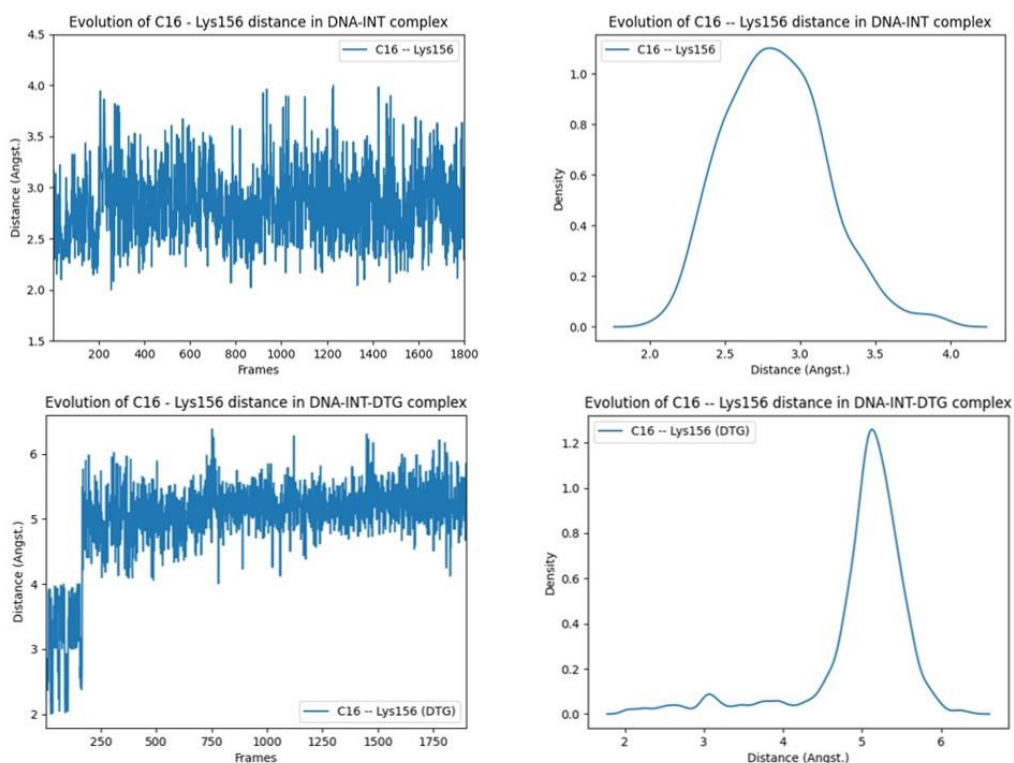 Evolution of C16 - Lys156 distance in DNA-INT complex
C16 -- Lys156
4.5
4.0
3.5
3.0
2.5
2.0
1.5
Distance (Angst.)
200 400 600 800 1000 1200 1400 1600 1800
Frames
Evolution of C16 -- Lys156 distance in DNA-INT complex
C16 -- Lys156
1.0
0.8
0.6
0.4
0.2
0.0
Density
2.0 2.5 3.0 3.5 4.0
Distance (Angst.)
Evolution of C16 - Lys156 distance in DNA-INT-DTG complex
6
5
4
3
2
Distance (Angst.)
C16 -- Lys156 (DTG)
250 500 750 1000 1250 1500 1750
Frames
Evolution of C16 -- Lys156 distance in DNA-INT-DTG complex
C16 -- Lys156 (DTG)
1.2
1.0
0.8
0.6
0.4
0.2
0.0
Density
2 3 4 5 6
Distance (Angst.)